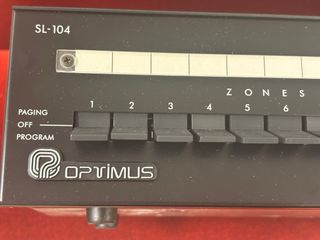 SL-104
ZONES
1 2 3 4 5 6
PAGING
OFF
PROGRAM
OPTIMUS